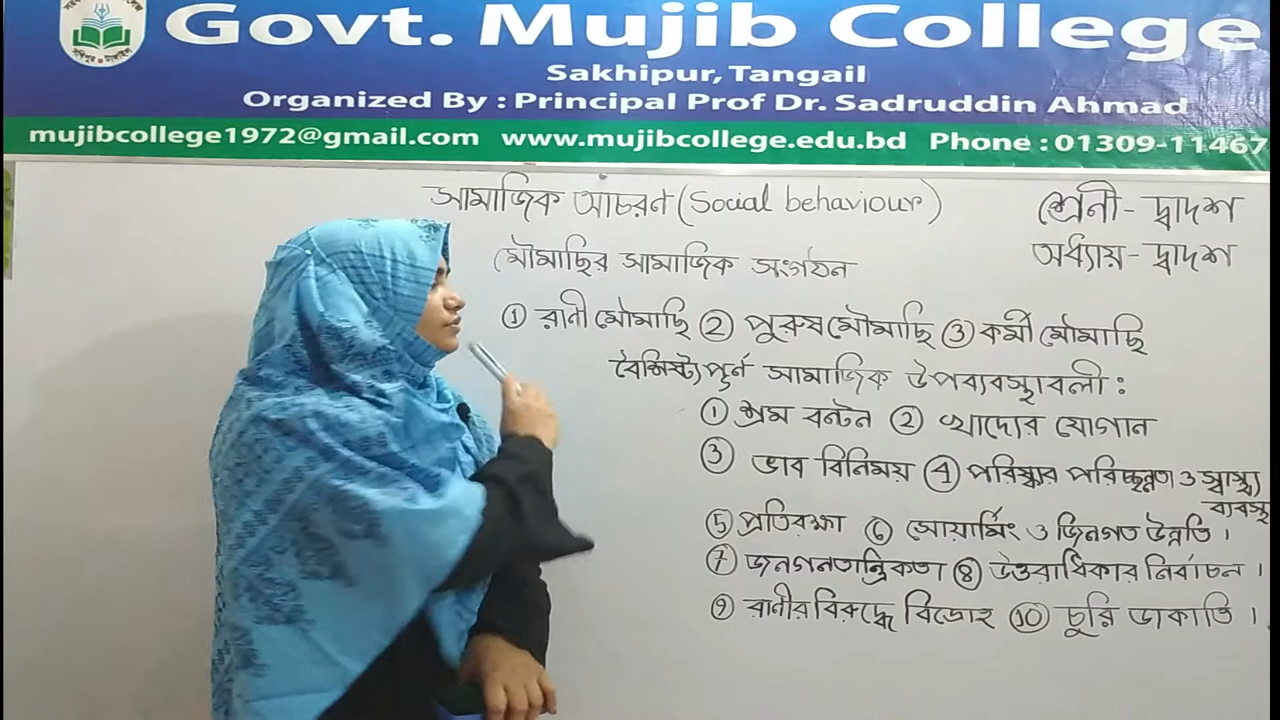 Govt. Mujib College
সখিপুর টাঙ্গাইল
Sakhipur, Tangail
Organized By : Principal Prof Dr. Sadruddin Ahmad
mujibcollege1972@gmail.com www.mujibcollege.edu.bd Phone : 01309-11467
সামাজিক আচরণ (Social behaviour) শ্রেনী - দ্বাদশ
মৌমাছির সামাজিক সংগঠন অধ্যায় - দ্বাদশ
① রাণী মৌমাছি ② পুরুষ মৌমাছি ③ কর্মী মৌমাছি
বৈশিষ্ট্যপূর্ণ সামাজিক উপব্যবস্থাবলী :
① শ্রম বন্টন ② খাদ্যের যোগান
③ ভাব বিনিময় ④ পরিষ্কার পরিচ্ছন্নতা ও স্বাস্থ্য
ব্যবস্থ
⑤ প্রতিরক্ষা ⑥ সোয়ার্মিং ও জিনগত উন্নতি ।
⑦ জনগনতান্ত্রিকতা ⑧ উত্তরাধিকার নির্বাচন ।
⑨ রাণীর বিরুদ্ধে বিদ্রোহ ⑩ চুরি ডাকাতি ।